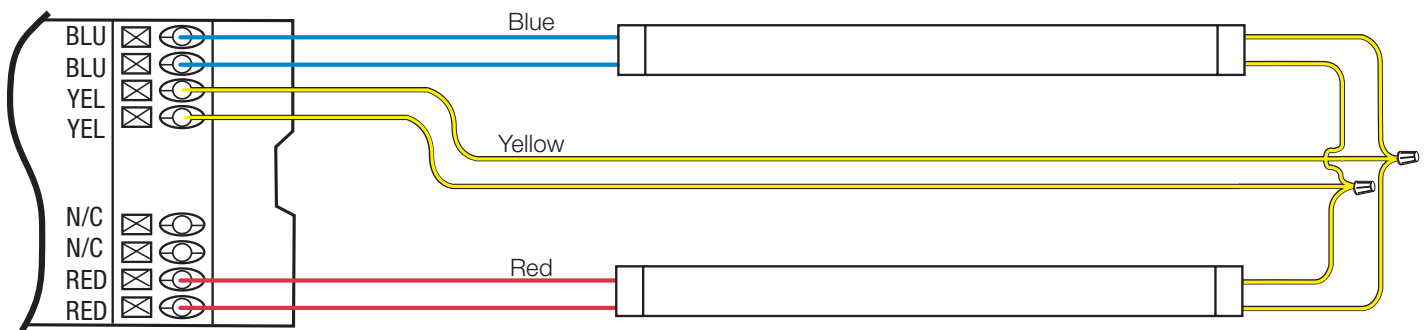 BLU
Blue
BLU
YEL
YEL
Yellow
N/C
N/C
Red
RED
RED